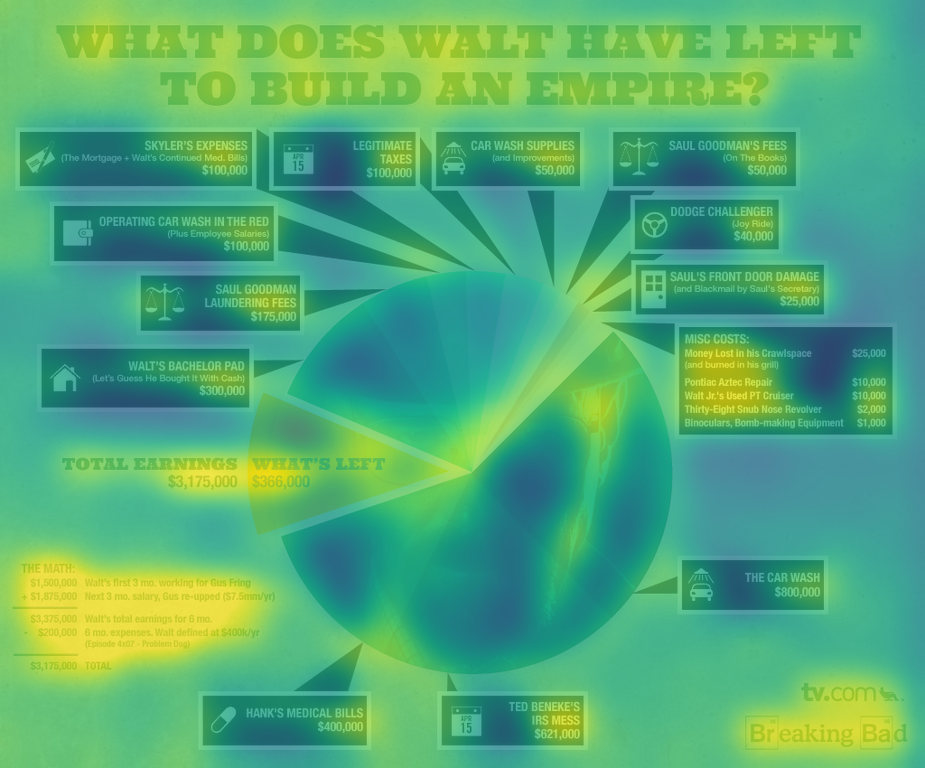 WHAT DOES WALT HAVE LEFT
TO BUILD AN EMPIRE?
SKYLER'S EXPENSES
(The Mortgage + Walt's Continued Med. Bills)
$100,000
APR
15
LEGITIMATE
TAXES
$100,000
CAR WASH SUPPLIES
(and Improvements)
$50,000
SAUL GOODMAN'S FEES
(On The Books)
$50,000
OPERATING CAR WASH IN THE RED
(Plus Employee Salaries)
$100,000
DODGE CHALLENGER
(Joy Ride)
$40,000
SAUL GOODMAN
LAUNDERING FEES
$175,000
SAUL'S FRONT DOOR DAMAGE
(and Blackmail by Saul's Secretary)
$25,000
WALT'S BACHELOR PAD
(Let's Guess He Bought It With Cash)
$300,000
MISC COSTS:
Money Lost in his Crawlspace $25,000
(and burned in his grill)
Pontiac Aztec Repair $10,000
Walt Jr.'s Used PT Cruiser $10,000
Thirty-Eight Snub Nose Revolver $2,000
Binoculars, Bomb-making Equipment $1,000
TOTAL EARNINGS
$3,175,000
WHAT'S LEFT
$366,000
THE MATH:
$1,500,000 Walt's first 3 mo. working for Gus Fring
+ $1,875,000 Next 3 mo. salary, Gus re-upped ($7.5mm/yr)
$3,375,000 Walt's total earnings for 6 mo.
- $200,000 6 mo. expenses. Walt defined at $400k/yr
(Episode 4x07 - Problem Dog)
$3,175,000 TOTAL
THE CAR WASH
$800,000
HANK'S MEDICAL BILLS
$400,000
APR
15
TED BENEKE'S
IRS MESS
$621,000
tv.com
Breaking Bad